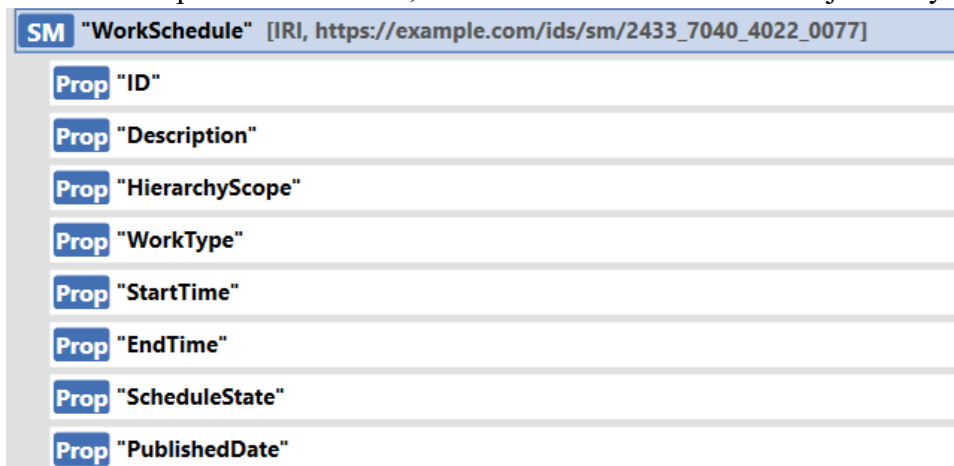 SM "WorkSchedule" [IRI, https://example.com/ids/sm/2433_7040_4022_0077]
Prop "ID"
Prop "Description"
Prop "HierarchyScope"
Prop "WorkType"
Prop "StartTime"
Prop "EndTime"
Prop "ScheduleState"
Prop "PublishedDate"